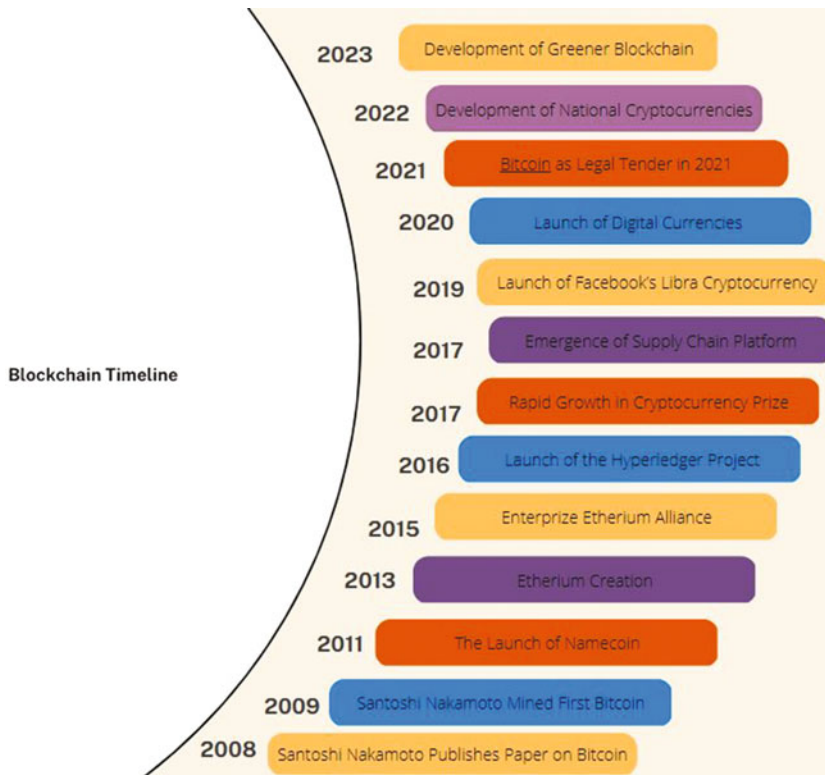 2023 Development of Greener Blockchain
2022 Development of National Cryptocurrencies
2021 Bitcoin as Legal Tender in 2021
2020 Launch of Digital Currencies
2019 Launch of Facebook's Libra Cryptocurrency
2017 Emergence of Supply Chain Platform
Blockchain Timeline
2017 Rapid Growth in Cryptocurrency Prize
2016 Launch of the Hyperledger Project
2015 Enterprize Etherium Alliance
2013 Etherium Creation
2011 The Launch of Namecoin
2009 Santoshi Nakamoto Mined First Bitcoin
2008 Santoshi Nakamoto Publishes Paper on Bitcoin